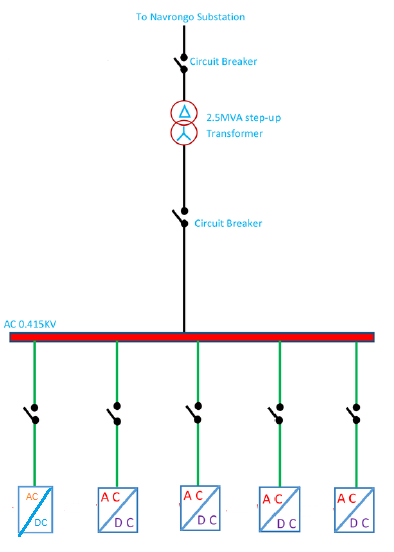 To Navrongo Substation
Circuit Breaker
2.5MVA step-up
Transformer
Circuit Breaker
AC 0.415KV
AC
DC
A C
D C
A C
D C
A C
D C
A C
D C